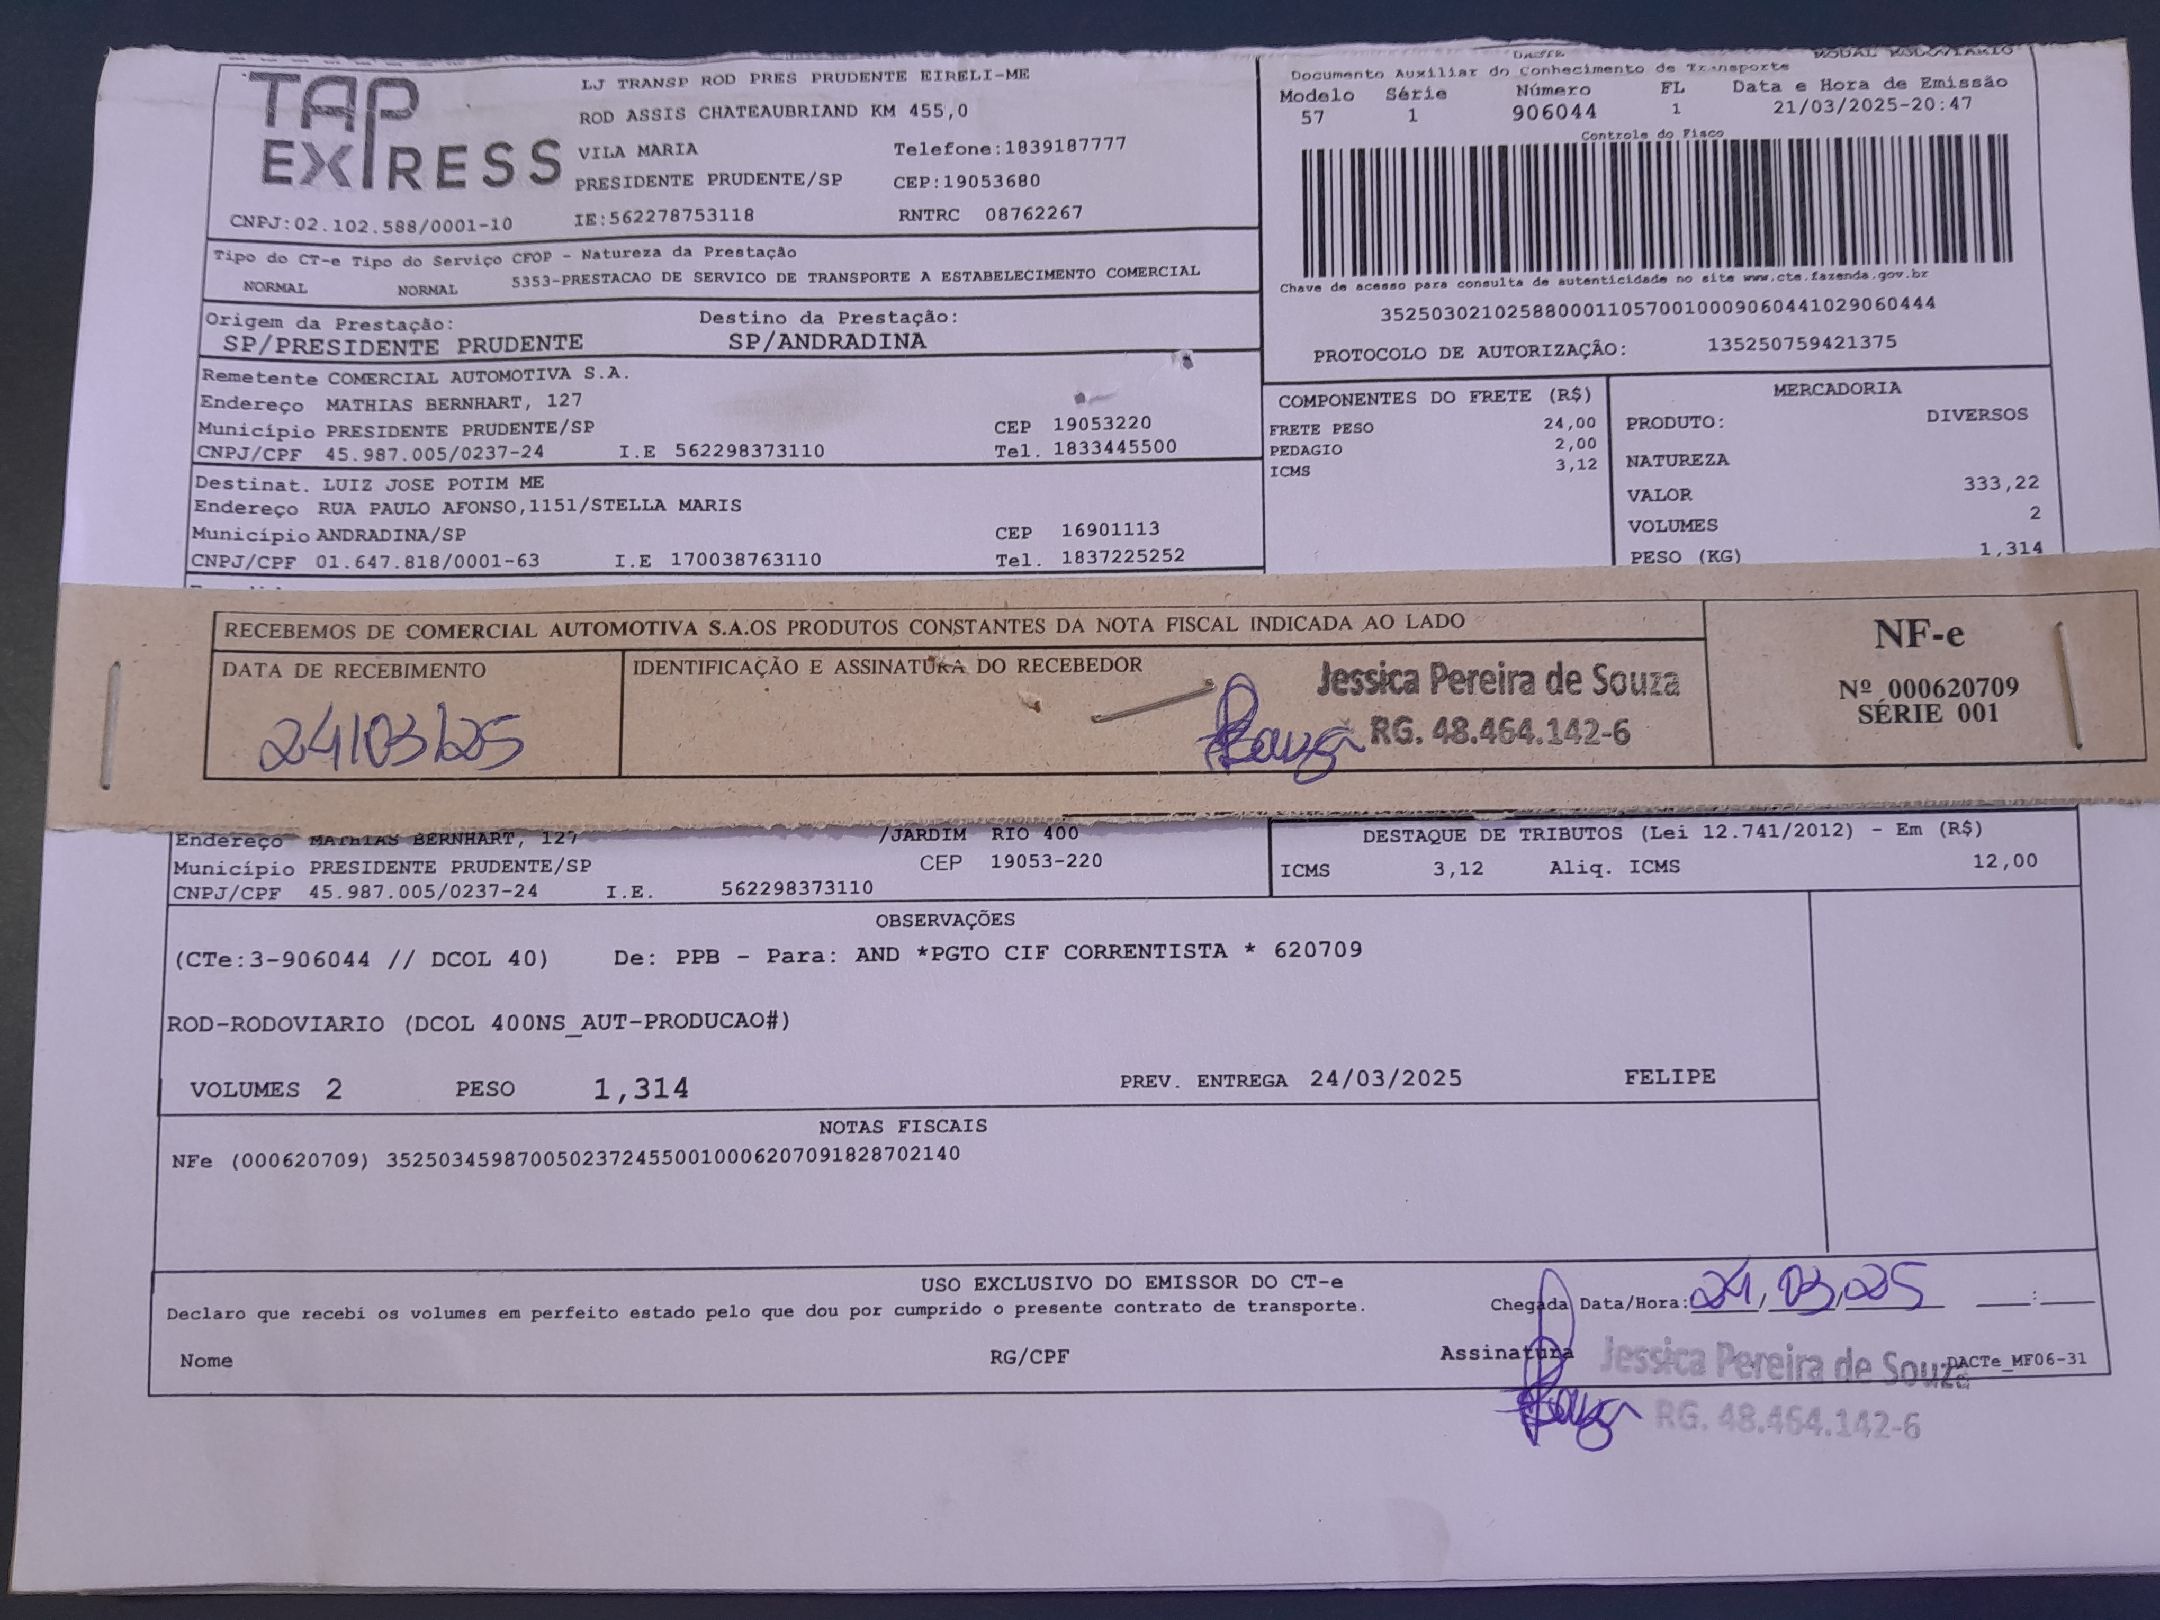 DACTE MODAL RODOVIÁRIO
TAP EXPRESS
LJ TRANSP ROD PRES PRUDENTE EIRELI-ME
ROD ASSIS CHATEAUBRIAND KM 455,0
VILA MARIA Telefone:1839187777
PRESIDENTE PRUDENTE/SP CEP:19053680
CNPJ:02.102.588/0001-10 IE:562278753118 RNTRC 08762267
Documento Auxiliar do Conhecimento de Transporte
Modelo Série Número FL Data e Hora de Emissão
57 1 906044 1 21/03/2025-20:47
Controle do Fisco
Chave de acesso para consulta de autenticidade no site www.cte.fazenda.gov.br
35250302102588000110570010009060441029060444
PROTOCOLO DE AUTORIZAÇÃO: 135250759421375
Tipo do CT-e Tipo do Serviço CFOP - Natureza da Prestação
NORMAL NORMAL 5353-PRESTACAO DE SERVICO DE TRANSPORTE A ESTABELECIMENTO COMERCIAL
Origem da Prestação: Destino da Prestação:
SP/PRESIDENTE PRUDENTE SP/ANDRADINA
Remetente COMERCIAL AUTOMOTIVA S.A.
Endereço MATHIAS BERNHART, 127
Município PRESIDENTE PRUDENTE/SP CEP 19053220
CNPJ/CPF 45.987.005/0237-24 I.E 562298373110 Tel. 1833445500
Destinat. LUIZ JOSE POTIM ME
Endereço RUA PAULO AFONSO,1151/STELLA MARIS
Município ANDRADINA/SP CEP 16901113
CNPJ/CPF 01.647.818/0001-63 I.E 170038763110 Tel. 1837225252
COMPONENTES DO FRETE (R$)
FRETE PESO 24,00
PEDAGIO 2,00
ICMS 3,12
MERCADORIA
PRODUTO: DIVERSOS
NATUREZA
VALOR 333,22
VOLUMES 2
PESO (KG) 1,314
RECEBEMOS DE COMERCIAL AUTOMOTIVA S.A.OS PRODUTOS CONSTANTES DA NOTA FISCAL INDICADA AO LADO
DATA DE RECEBIMENTO
24/03/25
IDENTIFICAÇÃO E ASSINATURA DO RECEBEDOR
Jessica Pereira de Souza
Souza RG. 48.464.142-6
NF-e
Nº 000620709
SÉRIE 001
Endereço MATHIAS BERNHART, 127 /JARDIM RIO 400
Município PRESIDENTE PRUDENTE/SP CEP 19053-220
CNPJ/CPF 45.987.005/0237-24 I.E. 562298373110
DESTAQUE DE TRIBUTOS (Lei 12.741/2012) - Em (R$)
ICMS 3,12 Aliq. ICMS 12,00
OBSERVAÇÕES
(CTe:3-906044 // DCOL 40) De: PPB - Para: AND *PGTO CIF CORRENTISTA * 620709
ROD-RODOVIARIO (DCOL 400NS_AUT-PRODUCAO#)
VOLUMES 2 PESO 1,314 PREV. ENTREGA 24/03/2025 FELIPE
NOTAS FISCAIS
NFe (000620709) 35250345987005023724550010006207091828702140
USO EXCLUSIVO DO EMISSOR DO CT-e
Declaro que recebi os volumes em perfeito estado pelo que dou por cumprido o presente contrato de transporte. Chegada Data/Hora: 24/03/25 __:__
Nome RG/CPF Assinatura Jessica Pereira de Souza DACTe_MF06-31
Souza RG. 48.464.142-6